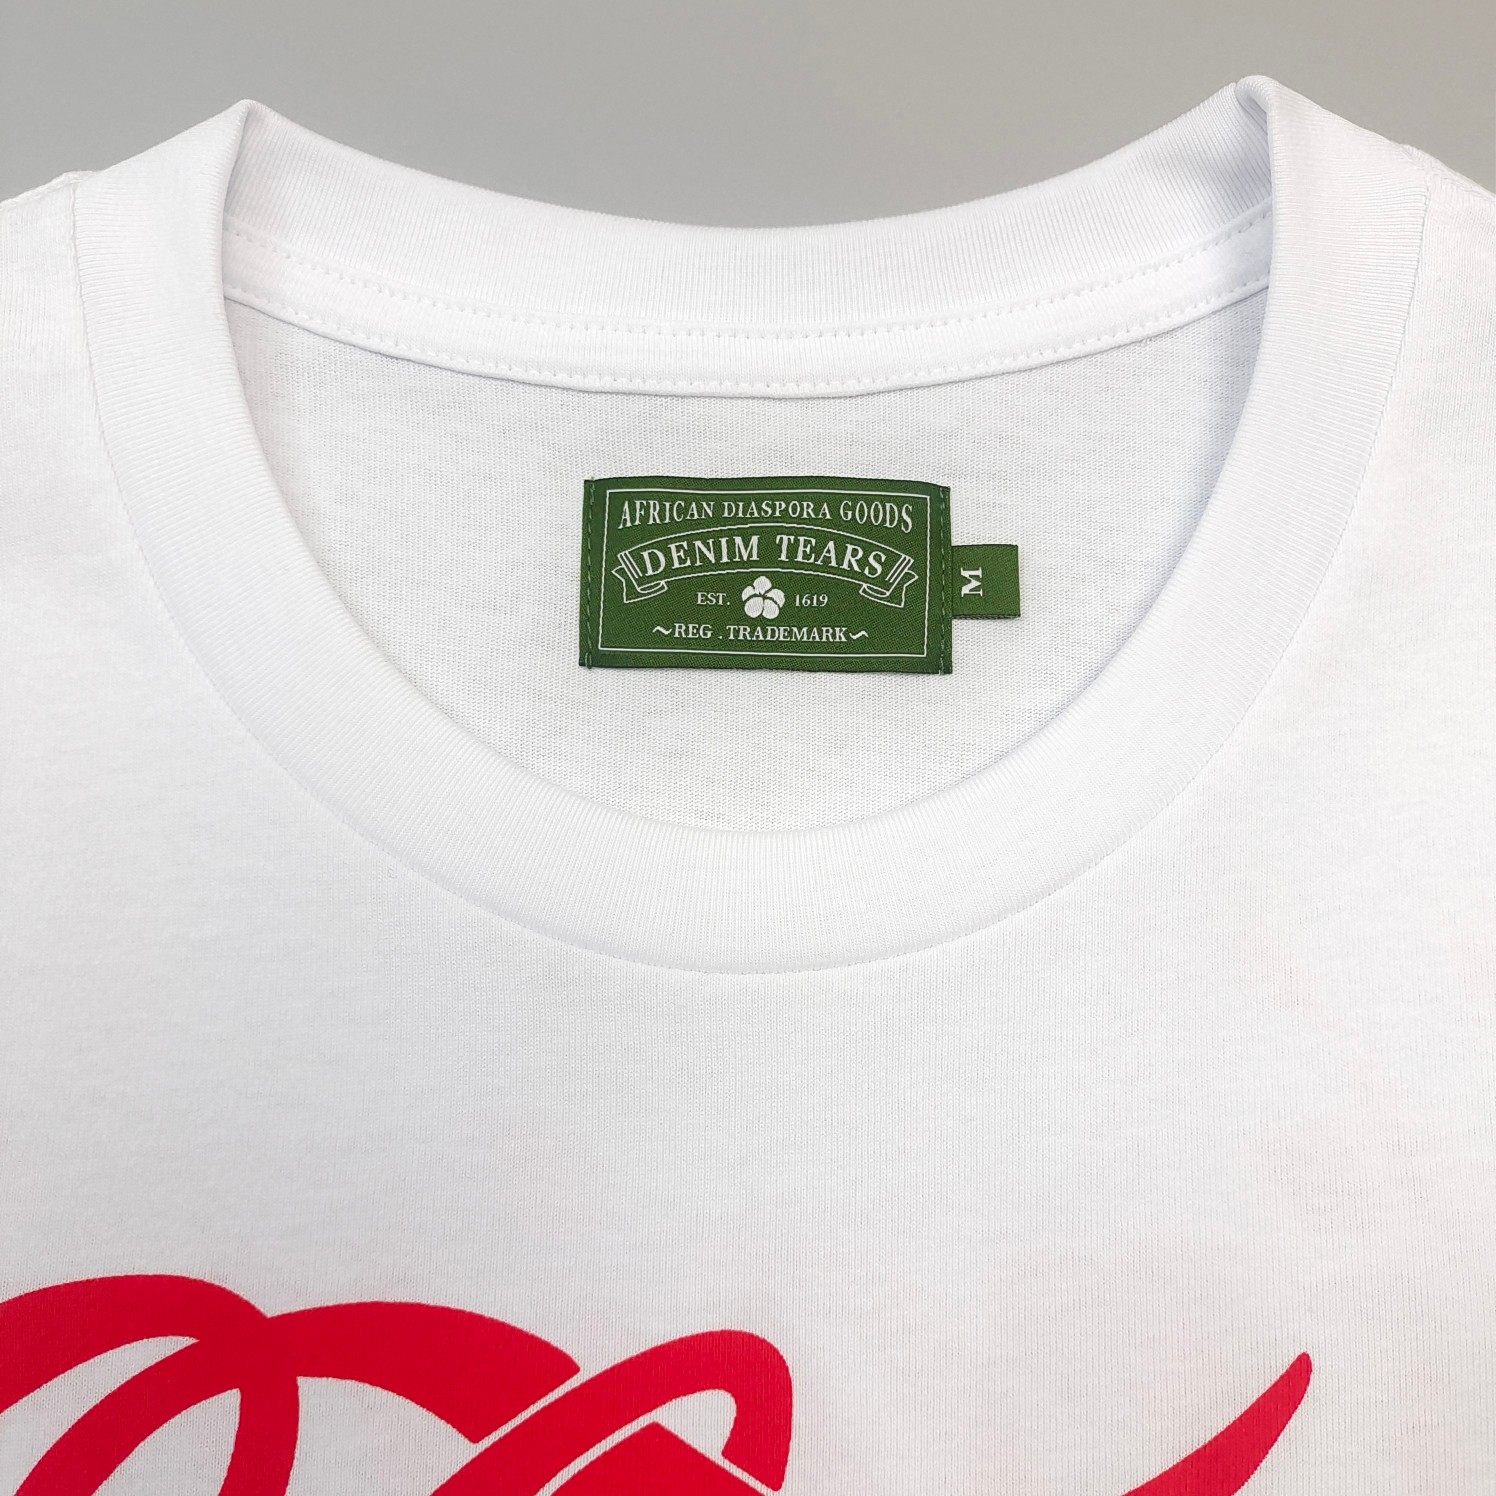 AFRICAN DIASPORA GOODS
DENIM TEARS
EST. 1619
~REG . TRADEMARK~
M